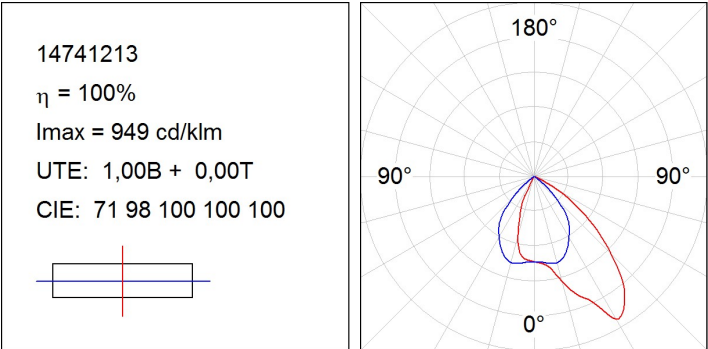 14741213
η = 100%
Imax = 949 cd/klm
UTE: 1,00B + 0,00T
CIE: 71 98 100 100 100
180°
90° 90°
0°